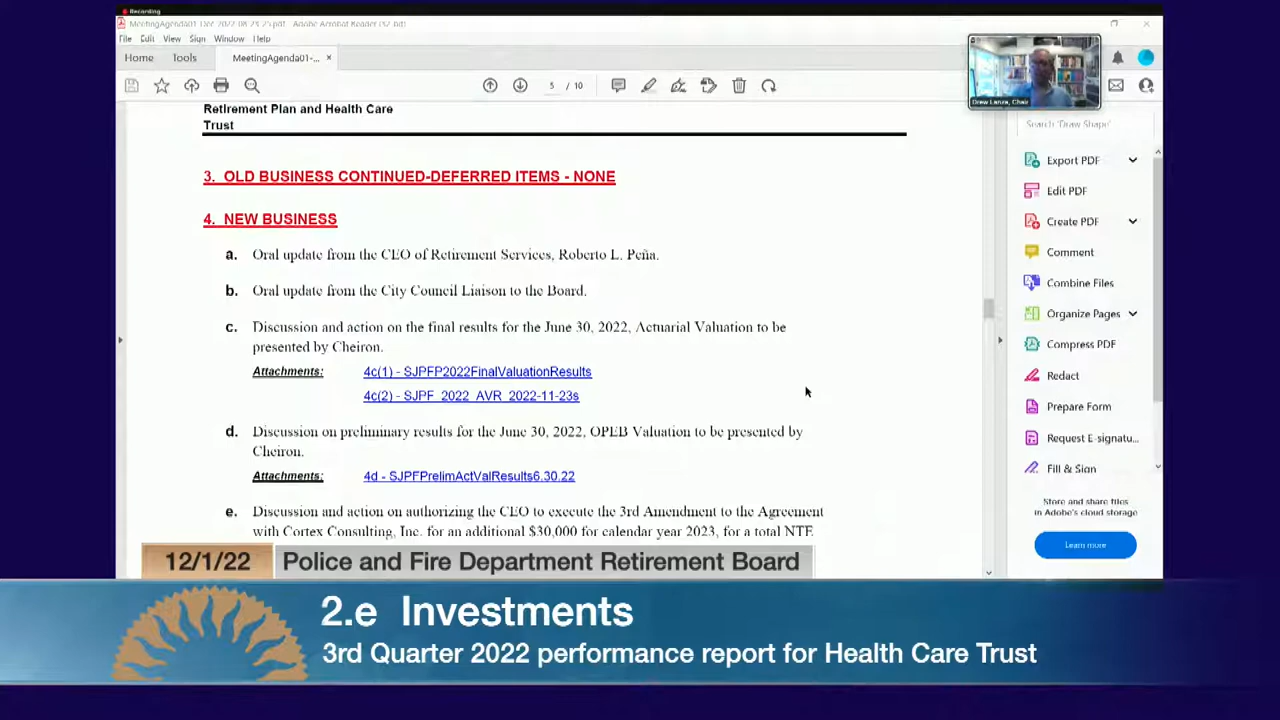 Recording
MeetingAgenda01-Dec-2022-08-23-25.pdf - Adobe Acrobat Reader (32-bit)
File Edit View Sign Window Help
Home Tools MeetingAgenda01-... ×
5 / 10
Drew Lanza, Chair
Retirement Plan and Health Care
Trust
Search 'Draw Shape'
3. OLD BUSINESS CONTINUED-DEFERRED ITEMS - NONE
4. NEW BUSINESS
a. Oral update from the CEO of Retirement Services, Roberto L. Peña.
b. Oral update from the City Council Liaison to the Board.
c. Discussion and action on the final results for the June 30, 2022, Actuarial Valuation to be
presented by Cheiron.
Attachments: 4c(1) - SJPFP2022FinalValuationResults
4c(2) - SJPF_2022_AVR_2022-11-23s
d. Discussion on preliminary results for the June 30, 2022, OPEB Valuation to be presented by
Cheiron.
Attachments: 4d - SJPFPrelimActValResults6.30.22
e. Discussion and action on authorizing the CEO to execute the 3rd Amendment to the Agreement
with Cortex Consulting, Inc. for an additional $30,000 for calendar year 2023, for a total NTE
Export PDF
Edit PDF
Create PDF
Comment
Combine Files
Organize Pages
Compress PDF
Redact
Prepare Form
Request E-signatu...
Fill & Sign
Store and share files
in Adobe's cloud storage
Learn more
12/1/22 Police and Fire Department Retirement Board
2.e Investments
3rd Quarter 2022 performance report for Health Care Trust